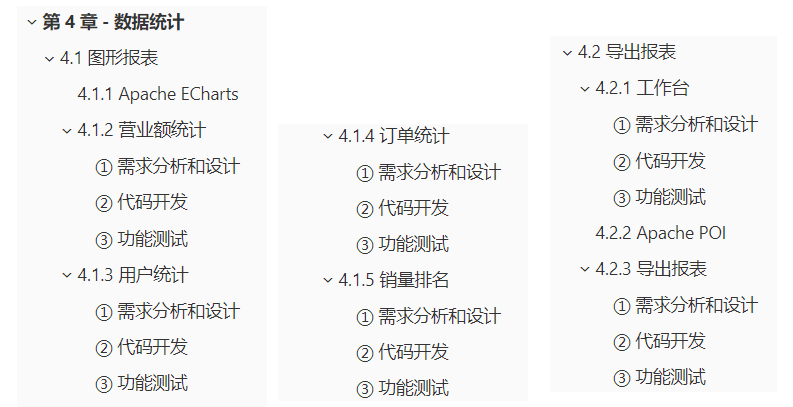 第 4 章 - 数据统计
4.1 图形报表
4.1.1 Apache ECharts
4.1.2 营业额统计
① 需求分析和设计
② 代码开发
③ 功能测试
4.1.3 用户统计
① 需求分析和设计
② 代码开发
③ 功能测试
4.1.4 订单统计
① 需求分析和设计
② 代码开发
③ 功能测试
4.1.5 销量排名
① 需求分析和设计
② 代码开发
③ 功能测试
4.2 导出报表
4.2.1 工作台
① 需求分析和设计
② 代码开发
③ 功能测试
4.2.2 Apache POI
4.2.3 导出报表
① 需求分析和设计
② 代码开发
③ 功能测试